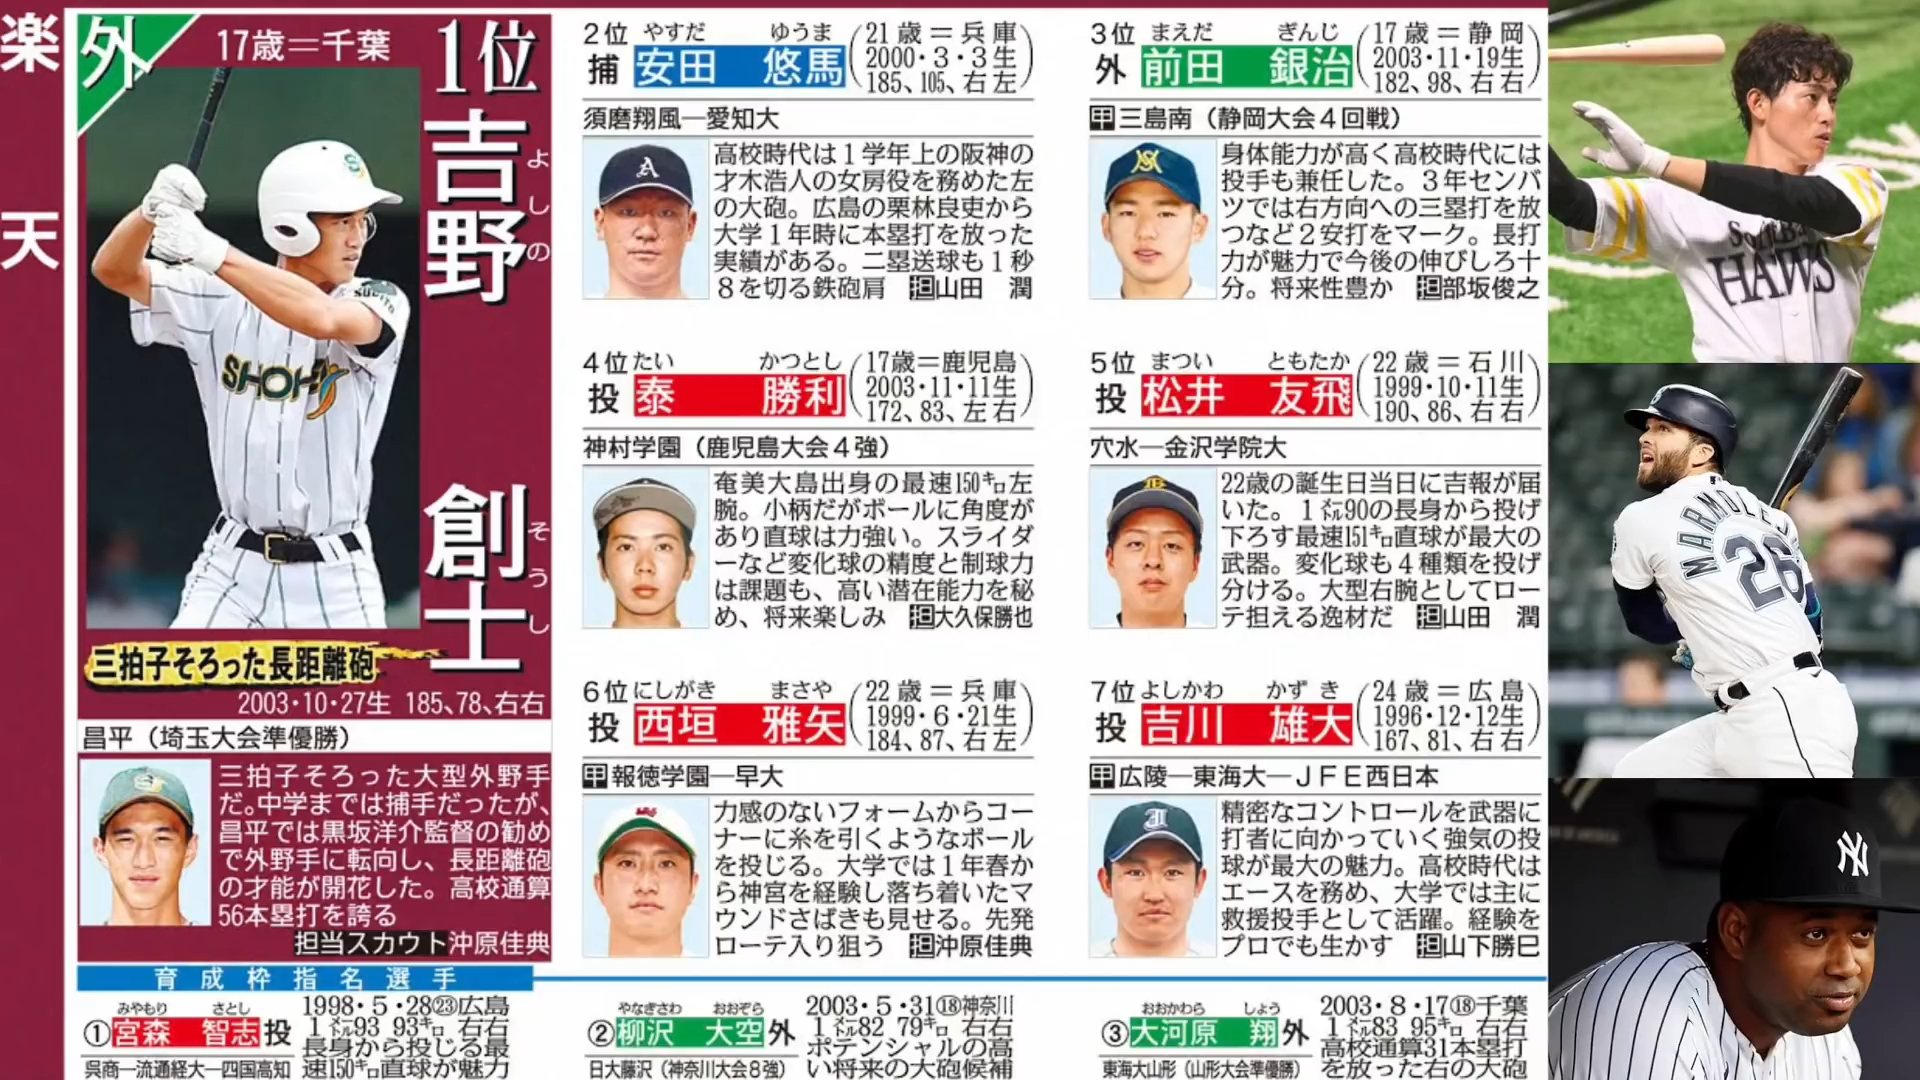 楽天
外
17歳＝千葉
1位
吉野 創士
よしの そうし
SHOHEI
三拍子そろった長距離砲
2003・10・27生 185、78、右右
昌平（埼玉大会準優勝）
三拍子そろった大型外野手
だ。中学までは捕手だったが、
昌平では黒坂洋介監督の勧め
で外野手に転向し、長距離砲
の才能が開花した。高校通算
56本塁打を誇る
担当スカウト沖原佳典
2位 やすだ ゆうま
捕 安田 悠馬
21歳＝兵庫
2000・3・3生
185、105、右左
須磨翔風―愛知大
高校時代は１学年上の阪神の
才木浩人の女房役を務めた左
の大砲。広島の栗林良吏から
大学１年時に本塁打を放った
実績がある。二塁送球も１秒
８を切る鉄砲肩 担山田 潤
3位 まえだ ぎんじ
外 前田 銀治
17歳＝静岡
2003・11・19生
182、98、右右
甲三島南（静岡大会４回戦）
身体能力が高く高校時代には
投手も兼任した。３年センバ
ツでは右方向への三塁打を放
つなど２安打をマーク。長打
力が魅力で今後の伸びしろ十
分。将来性豊か 担部坂俊之
4位 たい かつとし
投 泰 勝利
17歳＝鹿児島
2003・11・11生
172、83、左右
神村学園（鹿児島大会４強）
奄美大島出身の最速150㌔左
腕。小柄だがボールに角度が
あり直球は力強い。スライダ
ーなど変化球の精度と制球力
は課題も、高い潜在能力を秘
め、将来楽しみ 担大久保勝也
5位 まつい ともたか
投 松井 友飛
22歳＝石川
1999・10・11生
190、86、右右
穴水―金沢学院大
22歳の誕生日当日に吉報が届
いた。１㍍90の長身から投げ
下ろす最速151㌔直球が最大の
武器。変化球も４種類を投げ
分ける。大型右腕としてロー
テ担える逸材だ 担山田 潤
6位 にしがき まさや
投 西垣 雅矢
22歳＝兵庫
1999・6・21生
184、87、右左
甲報徳学園―早大
力感のないフォームからコー
ナーに糸を引くようなボール
を投じる。大学では１年春か
ら神宮を経験し落ち着いたマ
ウンドさばきも見せる。先発
ローテ入り狙う 担沖原佳典
7位 よしかわ かずき
投 吉川 雄大
24歳＝広島
1996・12・12生
167、81、右右
甲広陵―東海大―ＪＦＥ西日本
精密なコントロールを武器に
打者に向かっていく強気の投
球が最大の魅力。高校時代は
エースを務め、大学では主に
救援投手として活躍。経験を
プロでも生かす 担山下勝巳
育成枠指名選手
みやもり さとし
①宮森 智志 投
呉商―流通経大―四国高知
1998・5・28㉓広島
１㍍93 93㌔ 右右
長身から投じる最
速150㌔直球が魅力
やなぎさわ おおぞら
②柳沢 大空 外
日大藤沢（神奈川大会８強）
2003・5・31⑱神奈川
１㍍82 79㌔ 右左
ポテンシャルの高
い将来の大砲候補
おおかわら しょう
③大河原 翔 外
東海大山形（山形大会準優勝）
2003・8・17⑱千葉
１㍍83 95㌔ 右右
高校通算31本塁打
を放った右の大砲
SoftBa
HAWS
MARMOLEJ
26
NY